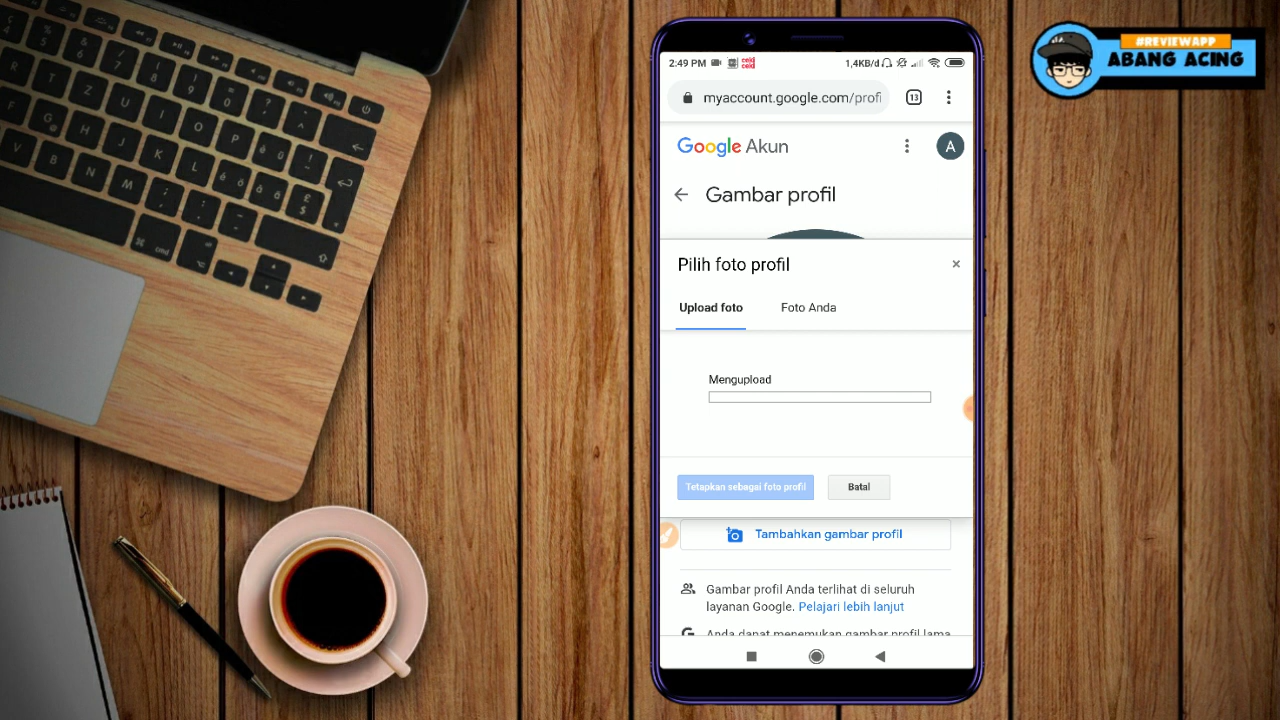 #REVIEWAPP
ABANG ACING
2:49 PM
1,4KB/d
myaccount.google.com/profi
13
Google Akun
A
Gambar profil
Pilih foto profil
×
Upload foto
Foto Anda
Mengupload
Tetapkan sebagai foto profil
Batal
Tambahkan gambar profil
Gambar profil Anda terlihat di seluruh
layanan Google. Pelajari lebih lanjut
Anda dapat menemukan gambar profil lama